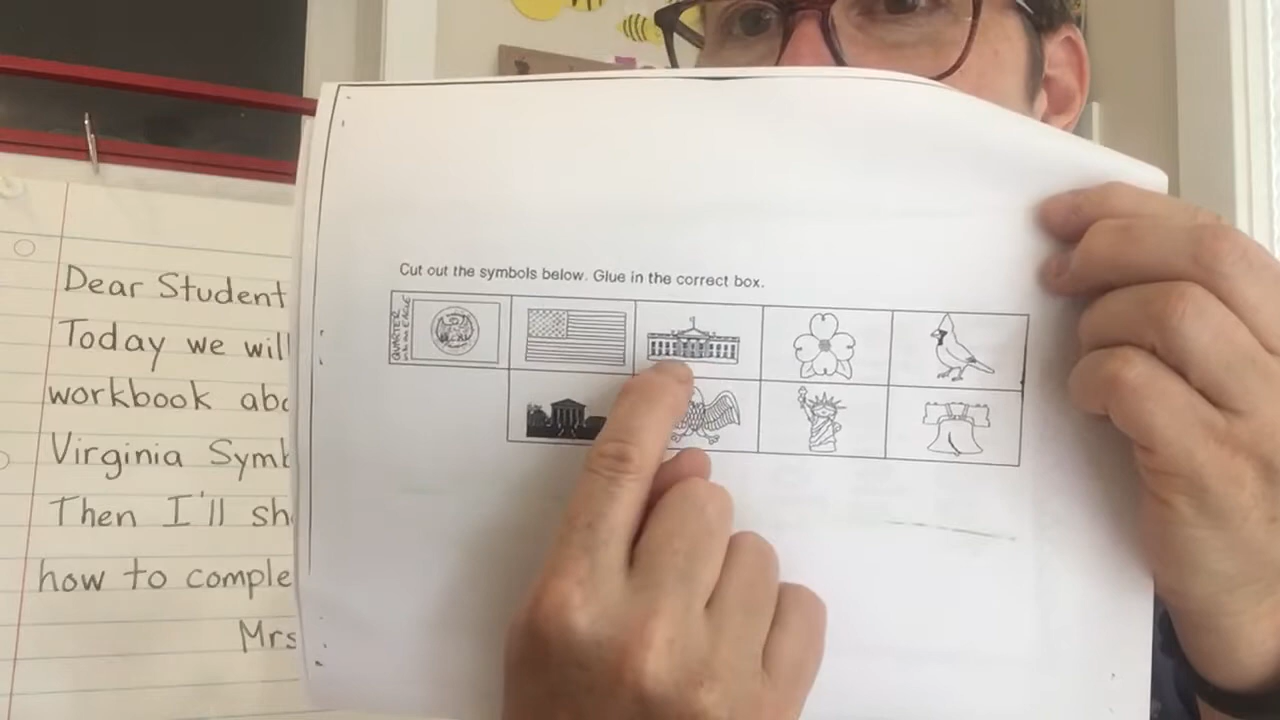 Dear Student
Today we will
workbook abo
Virginia Symb
Then I'll sh
how to comple
Mrs
Cut out the symbols below. Glue in the correct box.
QUARTER